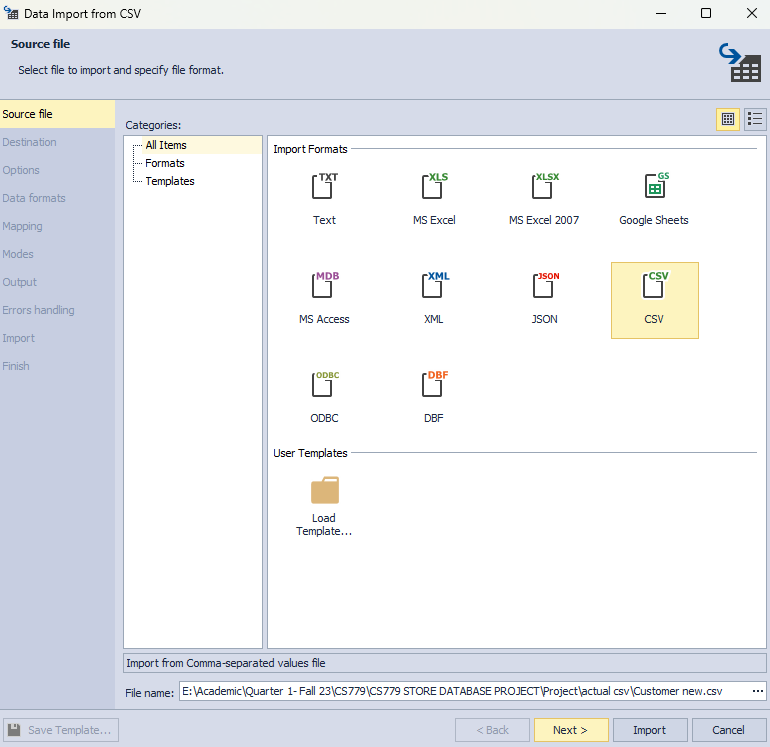 Data Import from CSV
Source file
Select file to import and specify file format.
Source file
Destination
Options
Data formats
Mapping
Modes
Output
Errors handling
Import
Finish
Categories:
All Items
Formats
Templates
Import Formats
TXT
XLS
XLSX
GS
Text
MS Excel
MS Excel 2007
Google Sheets
MDB
XML
JSON
CSV
MS Access
XML
JSON
CSV
ODBC
DBF
ODBC
DBF
User Templates
Load
Template...
Import from Comma-separated values file
File name:
E:\Academic\Quarter 1- Fall 23\CS779\CS779 STORE DATABASE PROJECT\Project\actual csv\Customer new.csv
...
Save Template...
< Back
Next >
Import
Cancel